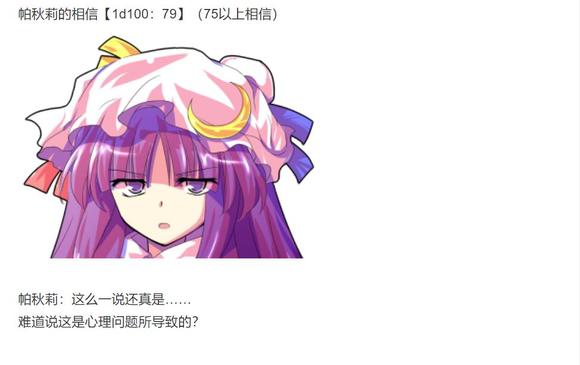 帕秋莉的相信【1d100：79】（75以上相信）
帕秋莉：这么一说还真是……
难道说这是心理问题所导致的？